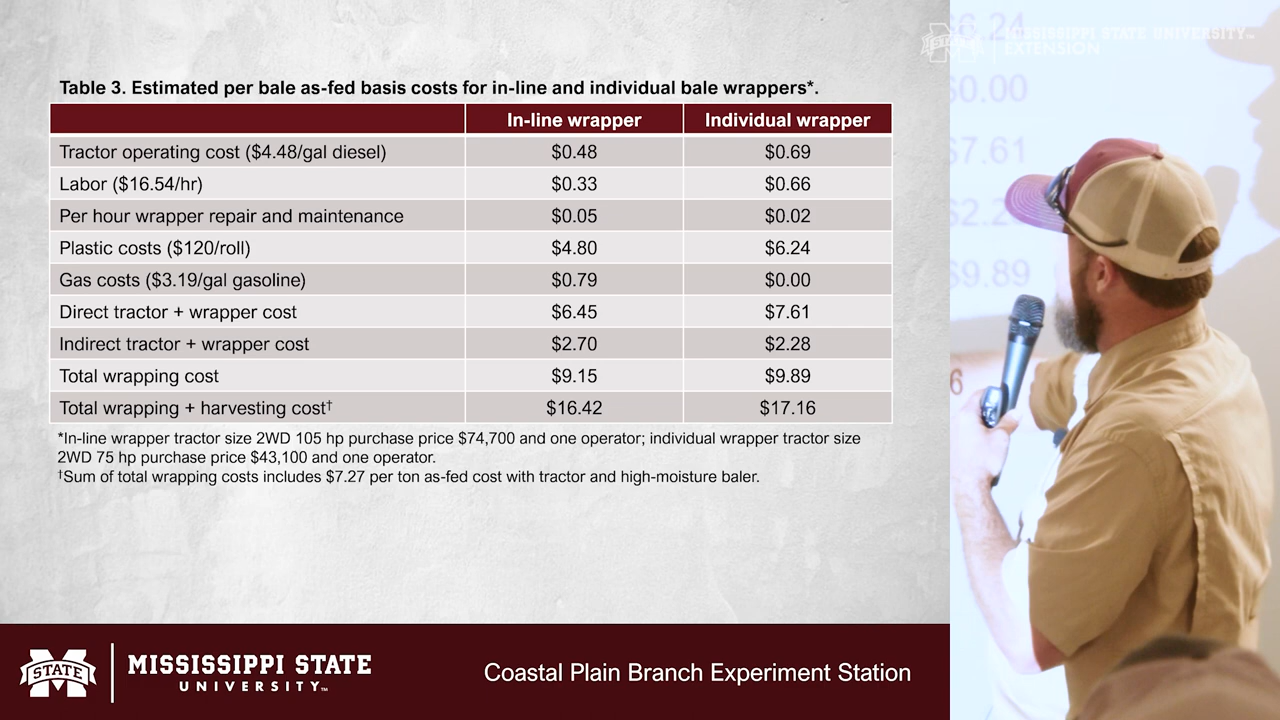 MISSISSIPPI STATE UNIVERSITY™
EXTENSION
Table 3. Estimated per bale as-fed basis costs for in-line and individual bale wrappers*.
In-line wrapper Individual wrapper
Tractor operating cost ($4.48/gal diesel) $0.48 $0.69
Labor ($16.54/hr) $0.33 $0.66
Per hour wrapper repair and maintenance $0.05 $0.02
Plastic costs ($120/roll) $4.80 $6.24
Gas costs ($3.19/gal gasoline) $0.79 $0.00
Direct tractor + wrapper cost $6.45 $7.61
Indirect tractor + wrapper cost $2.70 $2.28
Total wrapping cost $9.15 $9.89
Total wrapping + harvesting cost† $16.42 $17.16
*In-line wrapper tractor size 2WD 105 hp purchase price $74,700 and one operator; individual wrapper tractor size
2WD 75 hp purchase price $43,100 and one operator.
†Sum of total wrapping costs includes $7.27 per ton as-fed cost with tractor and high-moisture baler.
$6.24
$0.00
$7.61
$2.2
$9.89
6
STATE
MISSISSIPPI STATE
UNIVERSITY™
Coastal Plain Branch Experiment Station